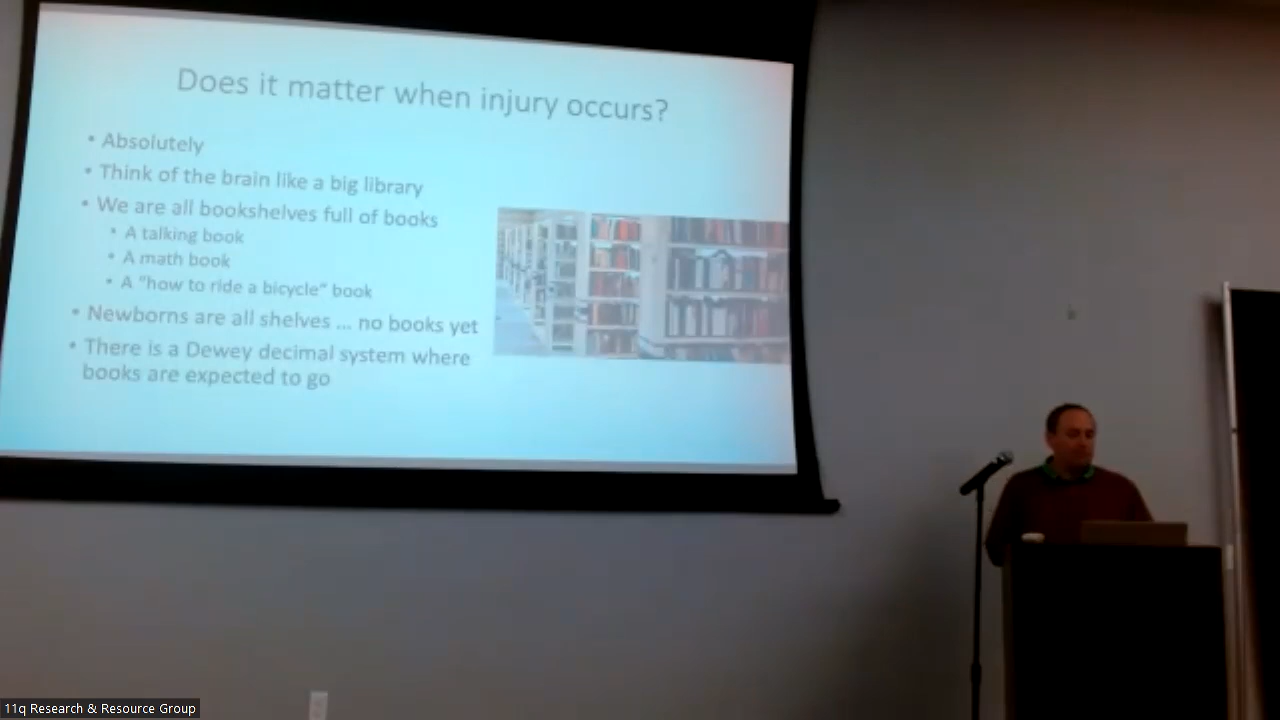 Does it matter when injury occurs?
• Absolutely
• Think of the brain like a big library
• We are all bookshelves full of books
• A talking book
• A math book
• A "how to ride a bicycle" book
• Newborns are all shelves ... no books yet
• There is a Dewey decimal system where
books are expected to go
11q Research & Resource Group